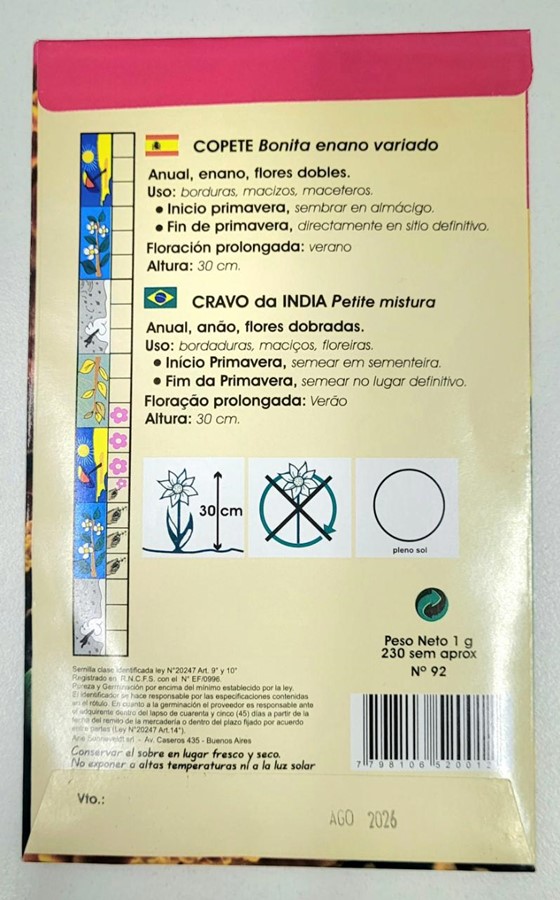 COPETE Bonita enano variado
Anual, enano, flores dobles.
Uso: borduras, macizos, maceteros.
• Inicio primavera, sembrar en almácigo.
• Fin de primavera, directamente en sitio definitivo.
Floración prolongada: verano
Altura: 30 cm.
CRAVO da INDIA Petite mistura
Anual, anão, flores dobradas.
Uso: bordaduras, maciços, floreiras.
• Início Primavera, semear em sementeira.
• Fim da Primavera, semear no lugar definitivo.
Floração prolongada: Verão
Altura: 30 cm.
30 cm
pleno sol
Peso Neto 1 g
230 sem aprox
Nº 92
Semilla clase identificada ley N°20247 Art. 9° y 10°
Registrado en R.N.C.F.S. con el N° EF/0996.
Pureza y Germinación por encima del mínimo establecido por la ley.
El identificador se hace responsable por las especificaciones contenidas
en el rótulo. En cuanto a la germinación el proveedor es responsable ante
el adquirente dentro del lapso de cuarenta y cinco (45) días a partir de la
fecha del remito de la mercadería o dentro del plazo fijado por acuerdo
entre partes (Ley N°20247 Art.14°).
- Av. Caseros 435 - Buenos Aires
Conservar el sobre en lugar fresco y seco.
No exponer a altas temperaturas ni a la luz solar
7 798106 52001
Vto.:
AGO 2026